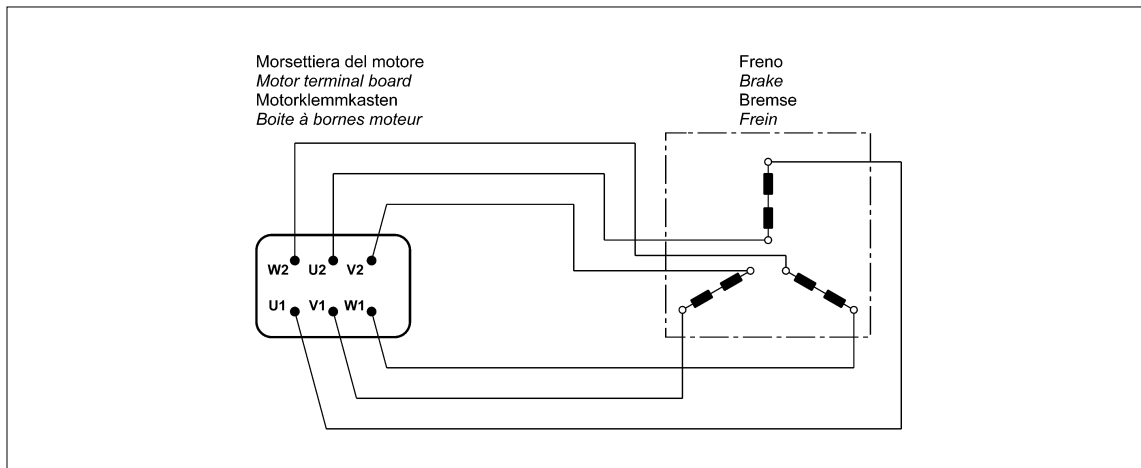 Morsettiera del motore
Motor terminal board
Motorklemmkasten
Boite à bornes moteur
Freno
Brake
Bremse
Frein
W2 U2 V2
U1 V1 W1